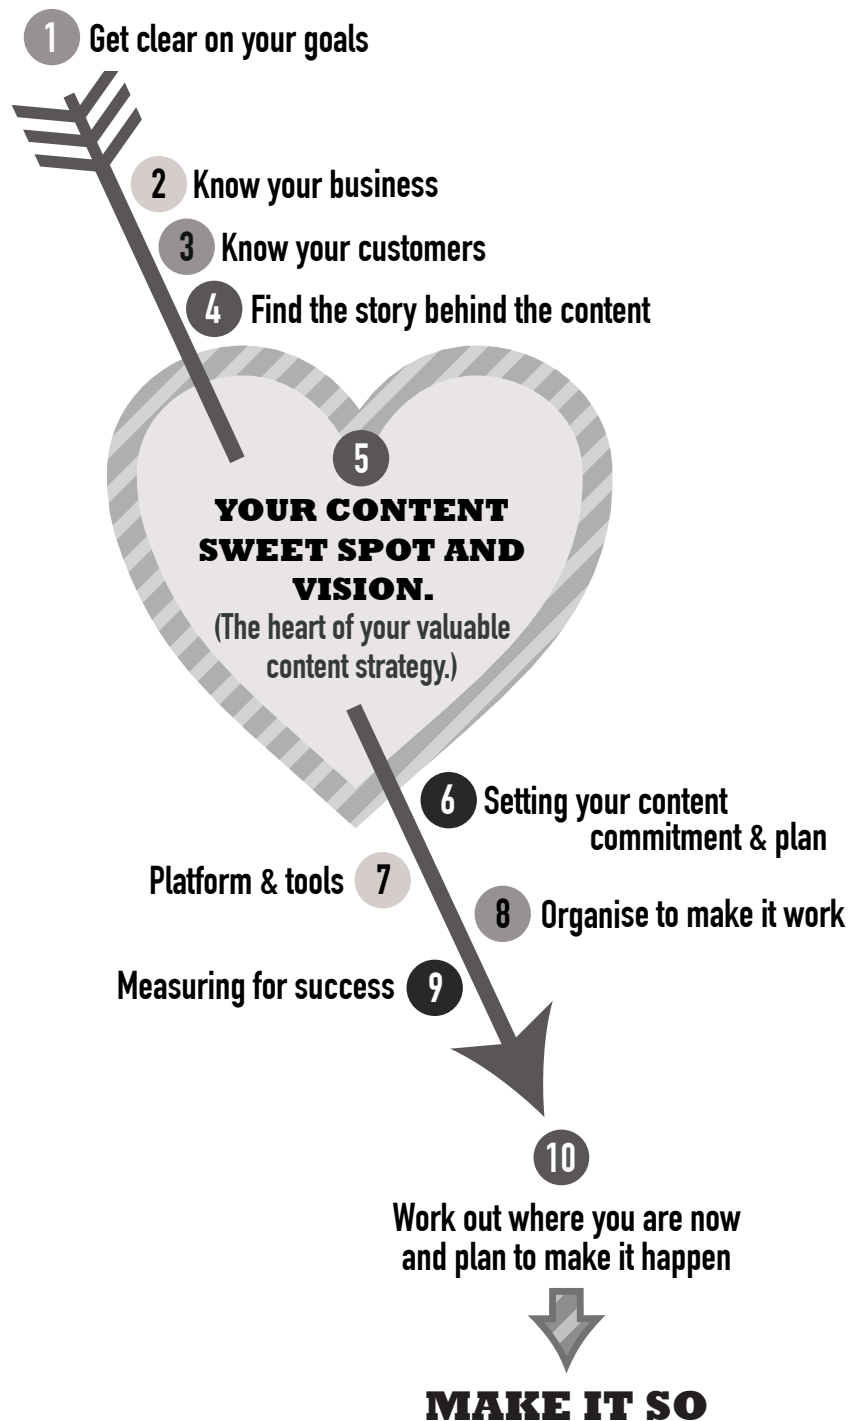 1 Get clear on your goals
2 Know your business
3 Know your customers
4 Find the story behind the content
5
YOUR CONTENT
SWEET SPOT AND
VISION.
(The heart of your valuable
content strategy.)
6 Setting your content
commitment & plan
Platform & tools 7
8 Organise to make it work
Measuring for success 9
10
Work out where you are now
and plan to make it happen
MAKE IT SO